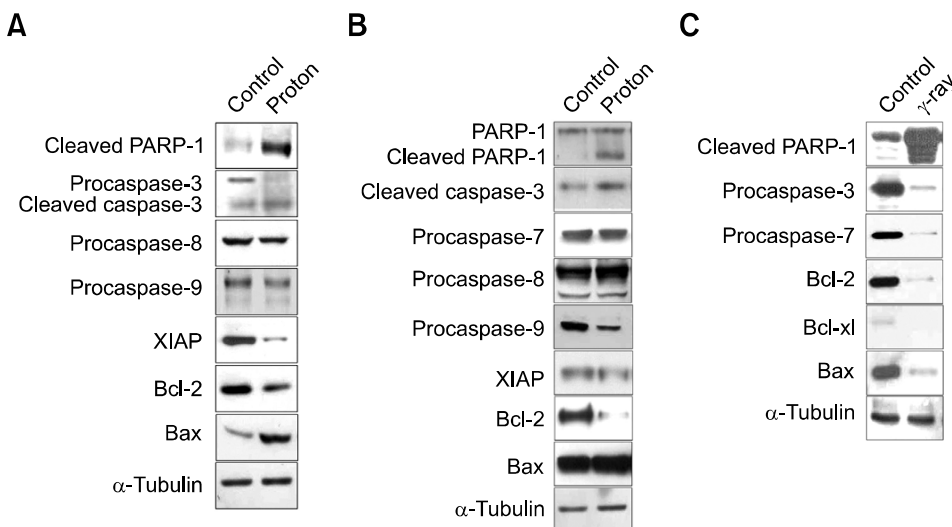 A
Control
Proton
Cleaved PARP-1
Procaspase-3
Cleaved caspase-3
Procaspase-8
Procaspase-9
XIAP
Bcl-2
Bax
α-Tubulin
B
Control
Proton
PARP-1
Cleaved PARP-1
Cleaved caspase-3
Procaspase-7
Procaspase-8
Procaspase-9
XIAP
Bcl-2
Bax
α-Tubulin
C
Control
γ-ray
Cleaved PARP-1
Procaspase-3
Procaspase-7
Bcl-2
Bcl-xl
Bax
α-Tubulin